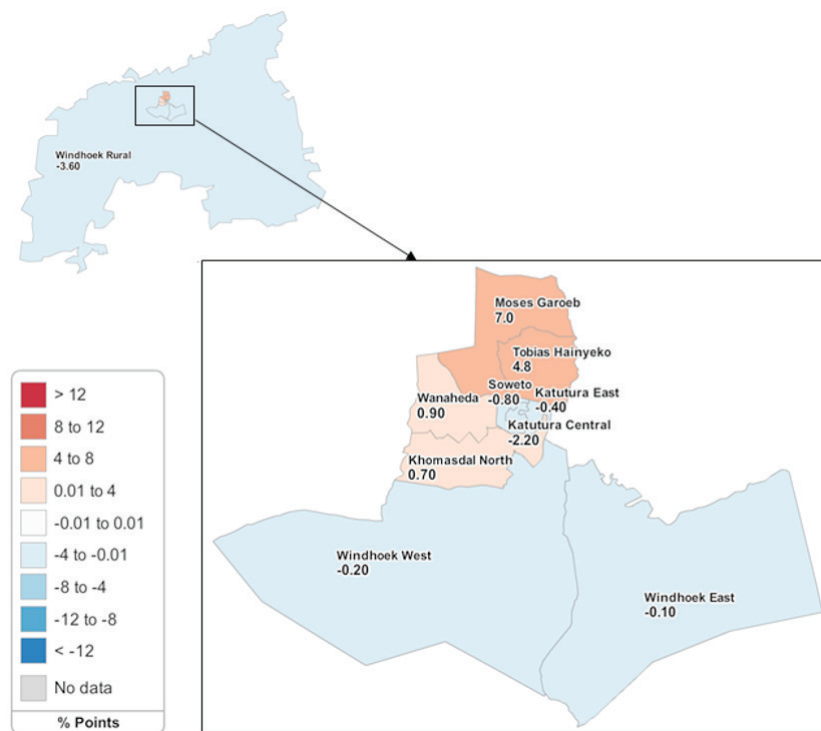 Windhoek Rural
-3.60
Moses Garoeb
7.0
Tobias Hainyeko
4.8
Soweto
-0.80
Katutura East
-0.40
Wanaheda
0.90
Katutura Central
-2.20
Khomasdal North
0.70
Windhoek West
-0.20
Windhoek East
-0.10
> 12
8 to 12
4 to 8
0.01 to 4
-0.01 to 0.01
-4 to -0.01
-8 to -4
-12 to -8
< -12
No data
% Points